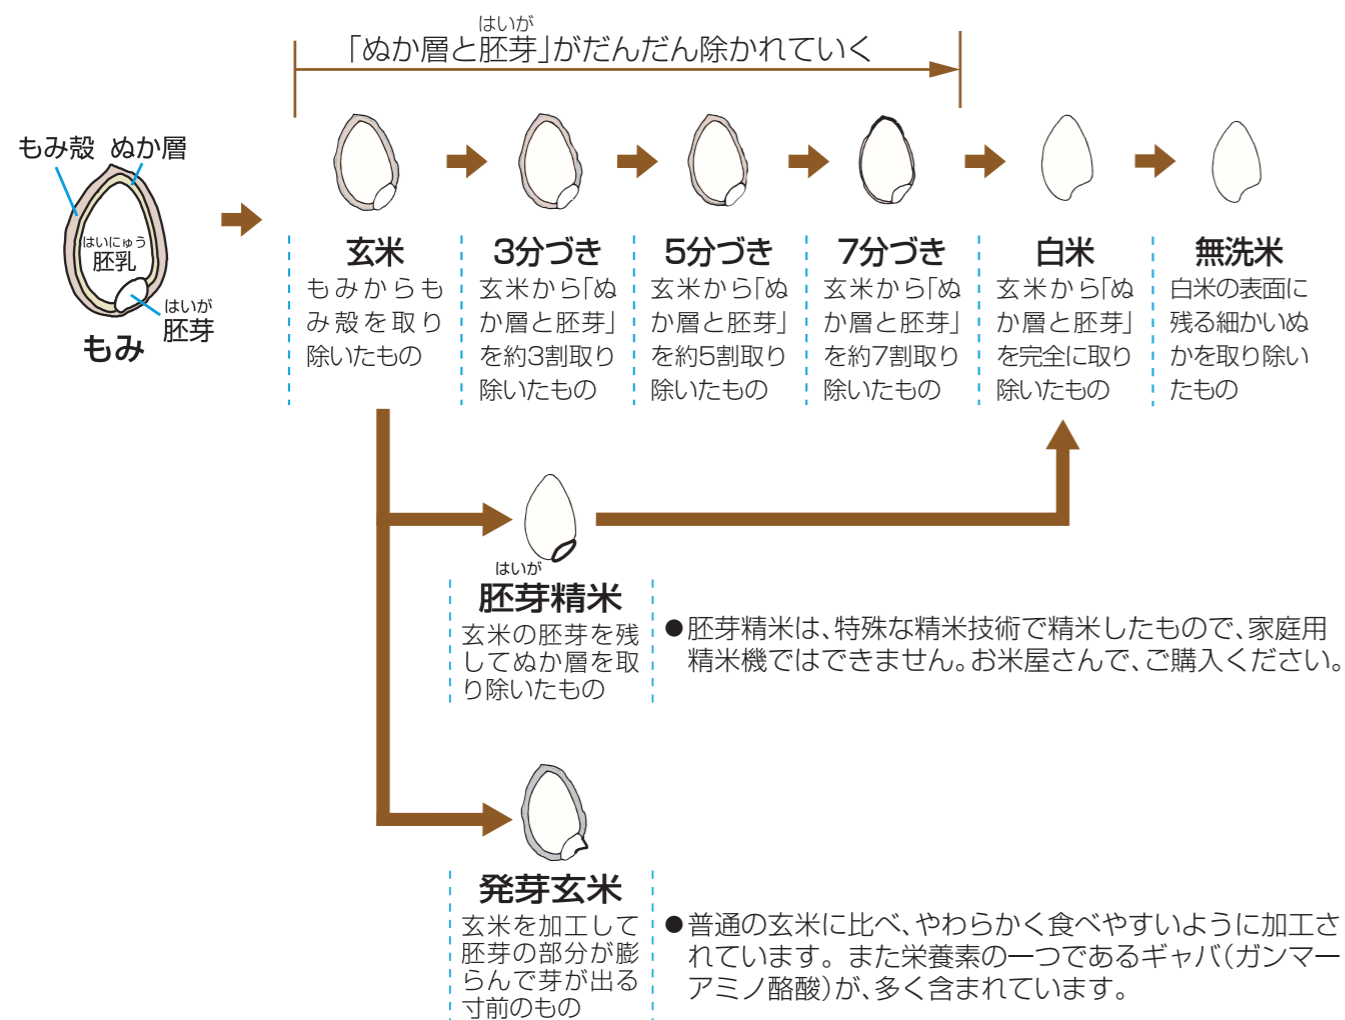 はいが
「ぬか層と胚芽」がだんだん除かれていく
もみ殻 ぬか層
はいにゅう
胚乳
はいが
胚芽
もみ
玄米
もみからも
み殻を取り
除いたもの
3分づき
玄米から「ぬ
か層と胚芽」
を約3割取り
除いたもの
5分づき
玄米から「ぬ
か層と胚芽」
を約5割取り
除いたもの
7分づき
玄米から「ぬ
か層と胚芽」
を約7割取り
除いたもの
白米
玄米から「ぬ
か層と胚芽」
を完全に取り
除いたもの
無洗米
白米の表面に
残る細かいぬ
かを取り除い
たもの
はいが
胚芽精米
玄米の胚芽を残
してぬか層を取
り除いたもの
●胚芽精米は、特殊な精米技術で精米したもので、家庭用
精米機ではできません。お米屋さんで、ご購入ください。
発芽玄米
玄米を加工して
胚芽の部分が膨
らんで芽が出る
寸前のもの
●普通の玄米に比べ、やわらかく食べやすいように加工さ
れています。また栄養素の一つであるギャバ(ガンマー
アミノ酪酸)が、多く含まれています。